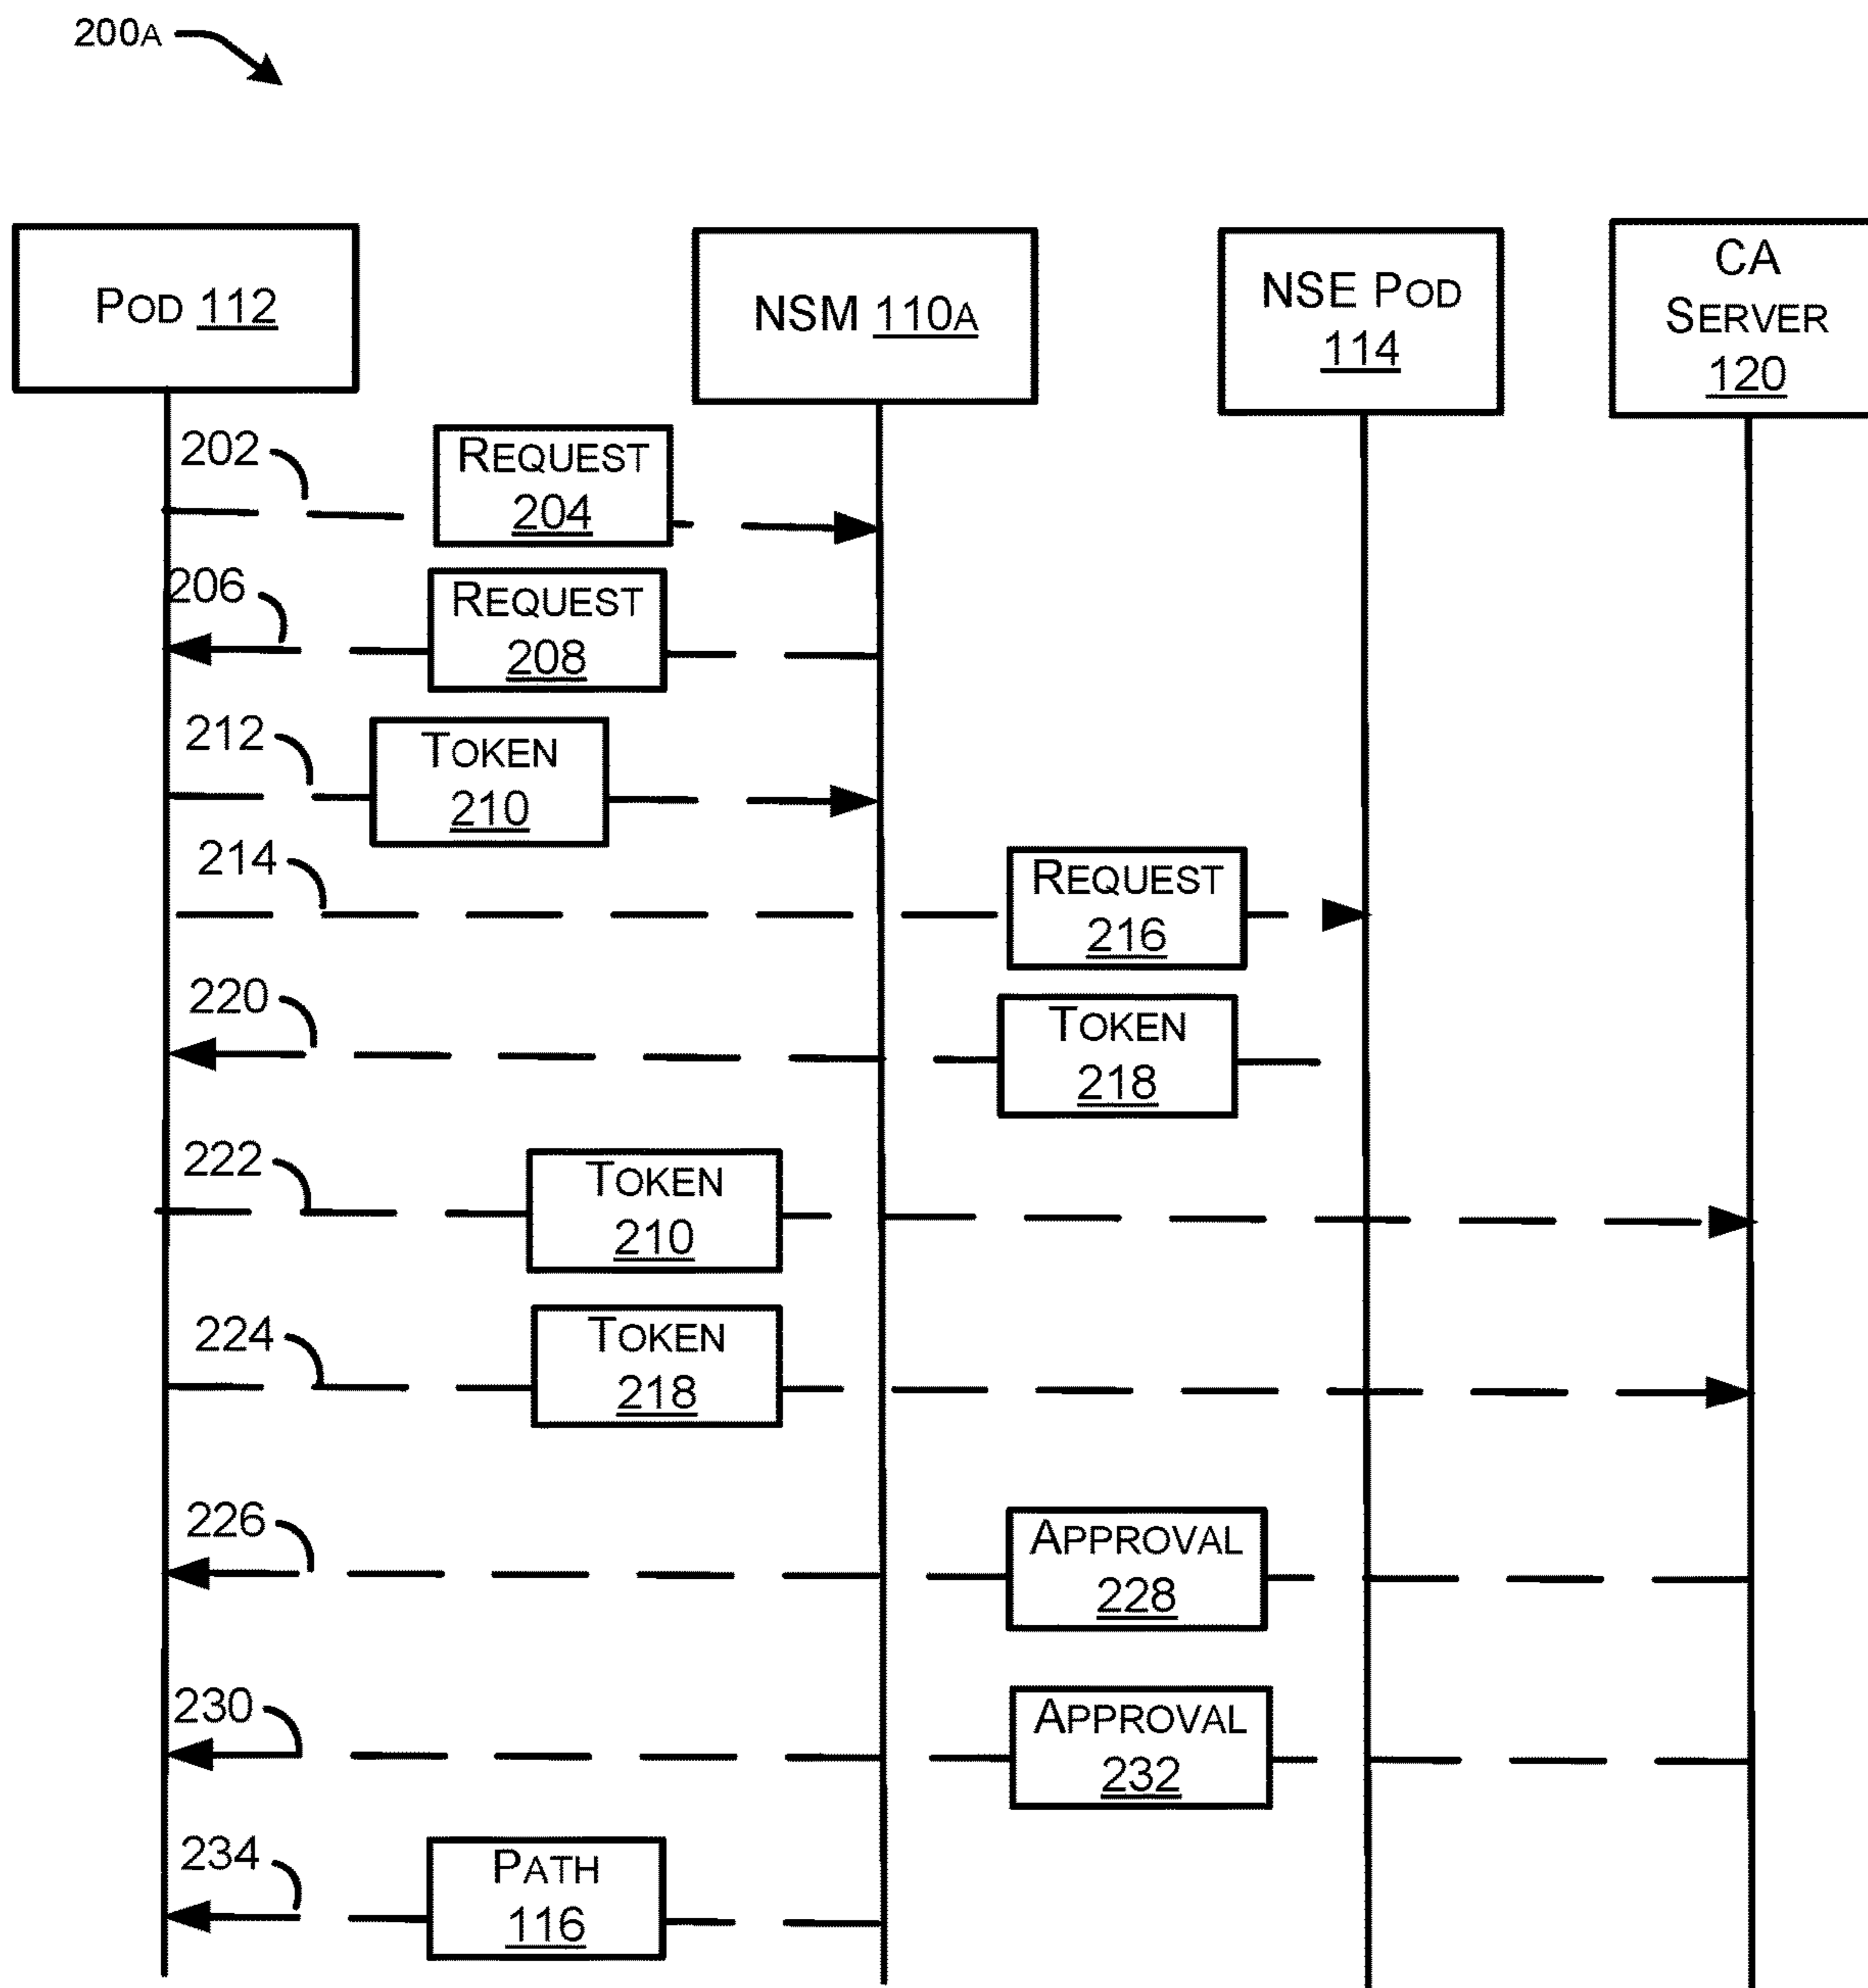 200A
POD 112
NSM 110A
NSE POD
114
CA
SERVER
120
202
REQUEST
204
206
REQUEST
208
212
TOKEN
210
214
REQUEST
216
220
TOKEN
218
222
TOKEN
210
224
TOKEN
218
226
APPROVAL
228
230
APPROVAL
232
234
PATH
116